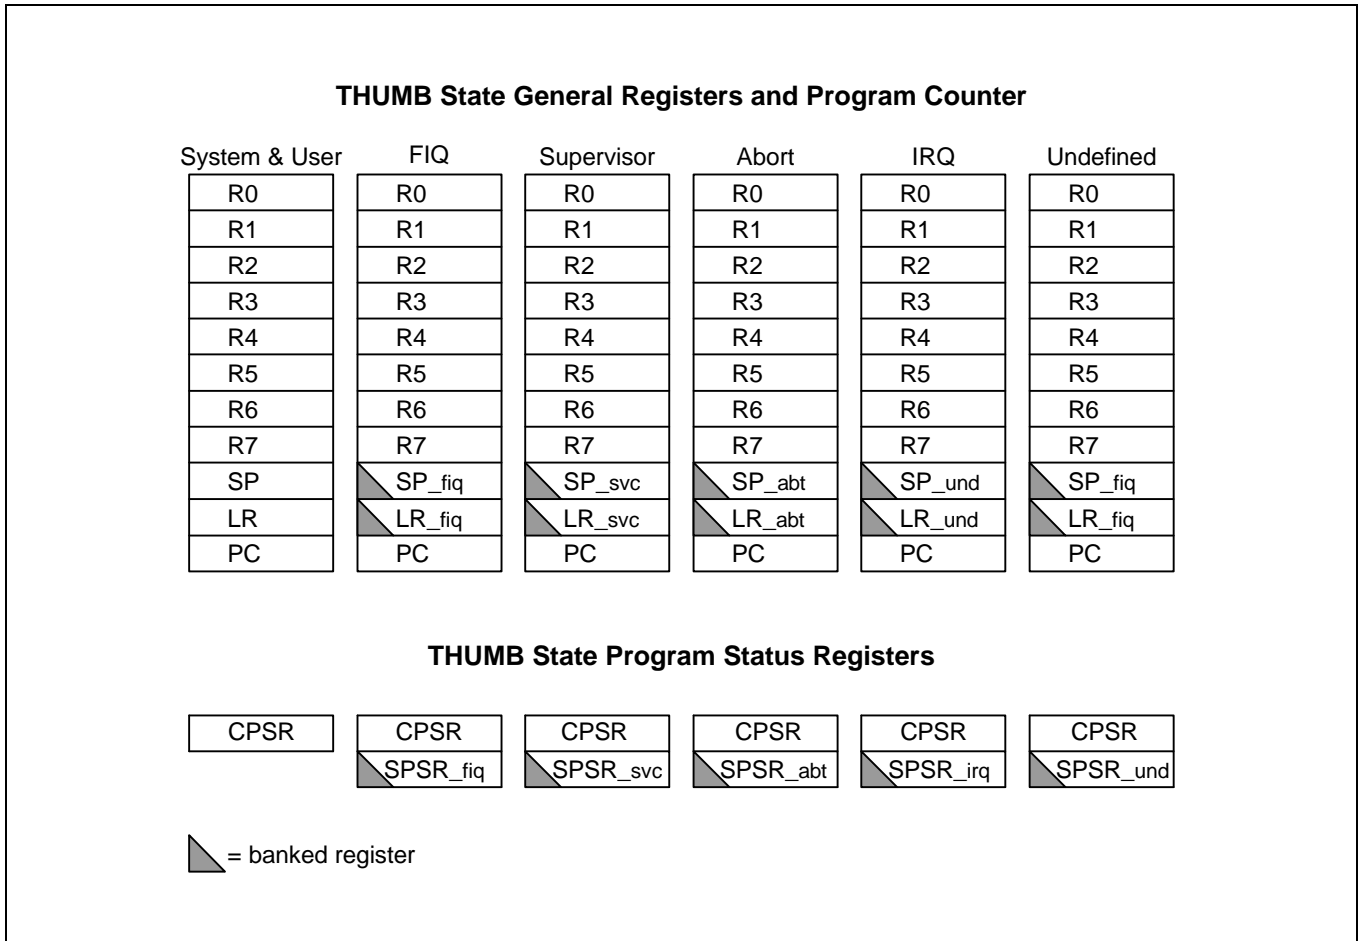 THUMB State General Registers and Program Counter
System & User FIQ Supervisor Abort IRQ Undefined
R0 R0 R0 R0 R0 R0
R1 R1 R1 R1 R1 R1
R2 R2 R2 R2 R2 R2
R3 R3 R3 R3 R3 R3
R4 R4 R4 R4 R4 R4
R5 R5 R5 R5 R5 R5
R6 R6 R6 R6 R6 R6
R7 R7 R7 R7 R7 R7
SP SP_fiq SP_svc SP_abt SP_und SP_fiq
LR LR_fiq LR_svc LR_abt LR_und LR_fiq
PC PC PC PC PC PC
THUMB State Program Status Registers
CPSR CPSR CPSR CPSR CPSR CPSR
SPSR_fiq SPSR_svc SPSR_abt SPSR_irq SPSR_und
= banked register